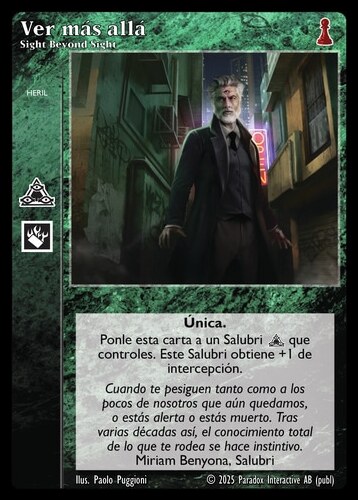 Ver más allá
Sight Beyond Sight
HERIL
Única.
Ponle esta carta a un Salubri que
controles. Este Salubri obtiene +1 de
intercepción.
Cuando te pesiguen tanto como a los
pocos de nosotros que aún quedamos,
o estás alerta o estás muerto. Tras
varias décadas así, el conocimiento total
de lo que te rodea se hace instintivo.
Miriam Benyona, Salubri
Ilus. Paolo Puggioni
© 2025 Paradox Interactive AB (publ)